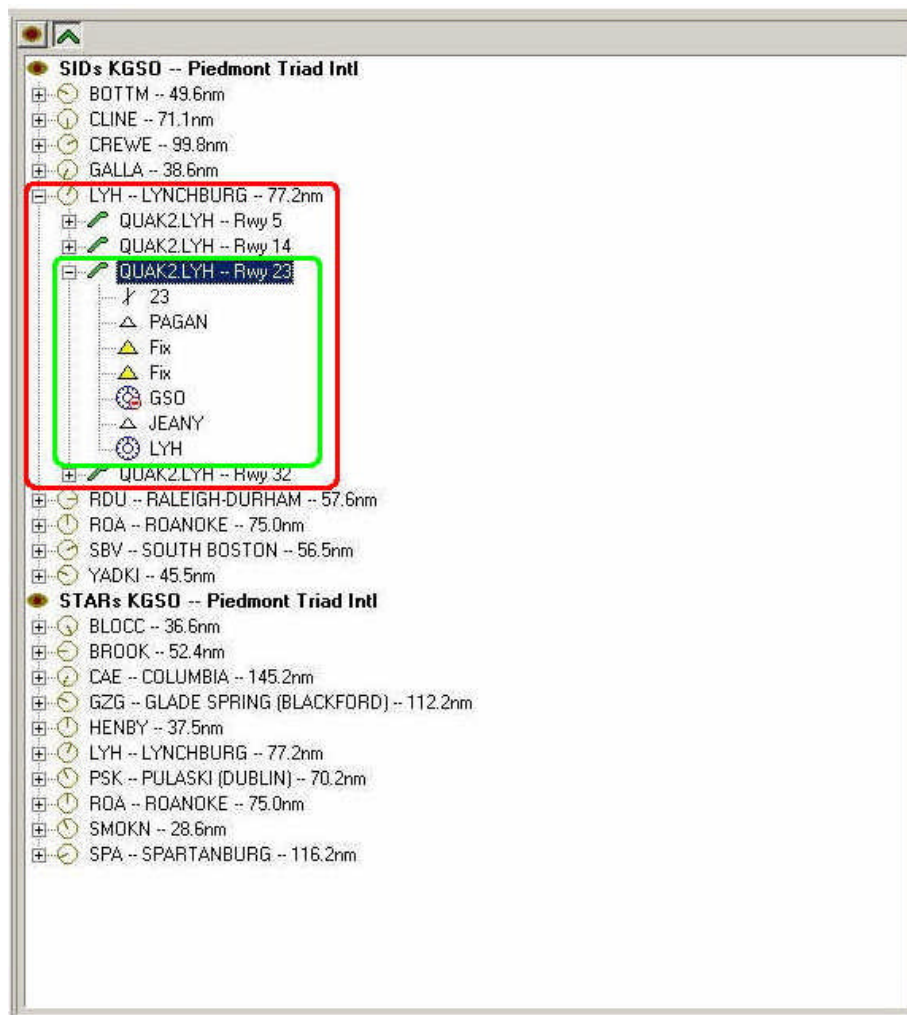 SIDs KGSO -- Piedmont Triad Intl
BOTTM -- 49.6nm
CLINE -- 71.1nm
CREWE -- 99.8nm
GALLA -- 38.6nm
LYH -- LYNCHBURG -- 77.2nm
QUAK2.LYH -- Rwy 5
QUAK2.LYH -- Rwy 14
QUAK2.LYH -- Rwy 23
23
PAGAN
Fix
Fix
GSO
JEANY
LYH
QUAK2.LYH -- Rwy 32
RDU -- RALEIGH-DURHAM -- 57.6nm
ROA -- ROANOKE -- 75.0nm
SBV -- SOUTH BOSTON -- 56.5nm
YADKI -- 45.5nm
STARs KGSO -- Piedmont Triad Intl
BLOCC -- 36.6nm
BROOK -- 52.4nm
CAE -- COLUMBIA -- 145.2nm
GZG -- GLADE SPRING (BLACKFORD) -- 112.2nm
HENBY -- 37.5nm
LYH -- LYNCHBURG -- 77.2nm
PSK -- PULASKI (DUBLIN) -- 70.2nm
ROA -- ROANOKE -- 75.0nm
SMOKN -- 28.6nm
SPA -- SPARTANBURG -- 116.2nm